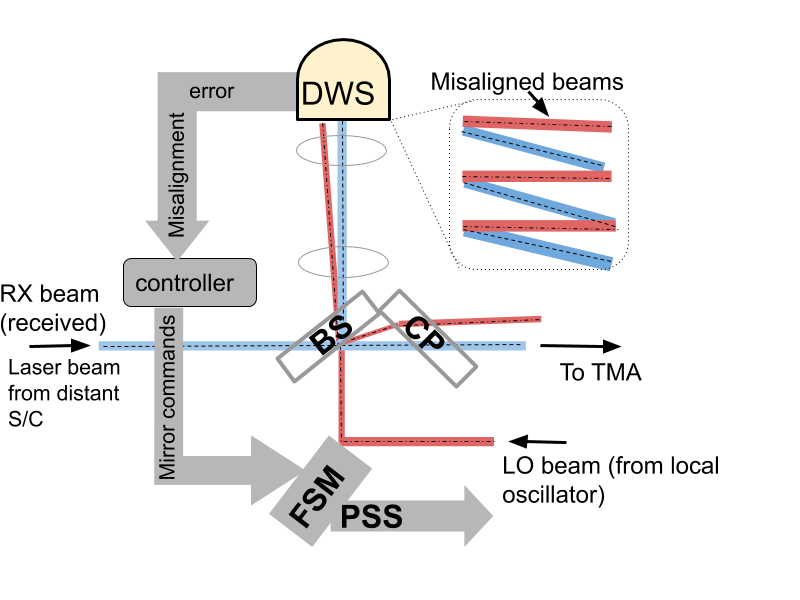 DWS
error
Misaligned beams
Misalignment
controller
RX beam
(received)
BS
CP
Laser beam
from distant
S/C
To TMA
Mirror commands
LO beam (from local
oscillator)
FSM
PSS